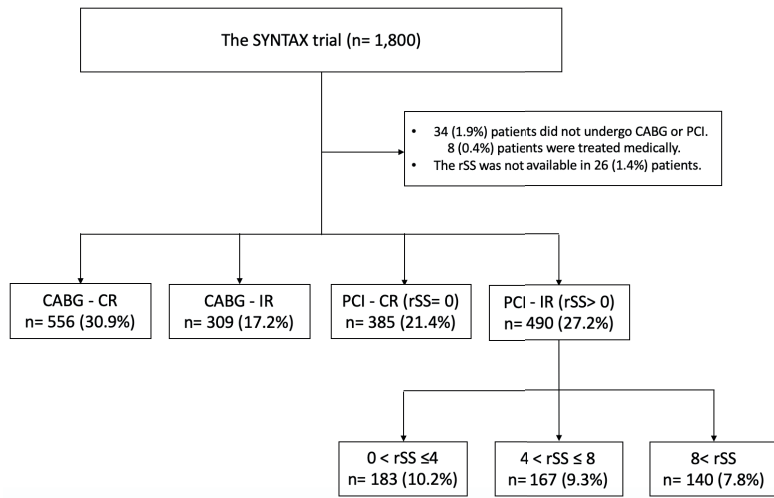 The SYNTAX trial (n= 1,800)
• 34 (1.9%) patients did not undergo CABG or PCI.
8 (0.4%) patients were treated medically.
• The rSS was not available in 26 (1.4%) patients.
CABG - CR
n= 556 (30.9%)
CABG - IR
n= 309 (17.2%)
PCI - CR (rSS= 0)
n= 385 (21.4%)
PCI - IR (rSS> 0)
n= 490 (27.2%)
0 < rSS ≤4
n= 183 (10.2%)
4 < rSS ≤ 8
n= 167 (9.3%)
8< rSS
n= 140 (7.8%)